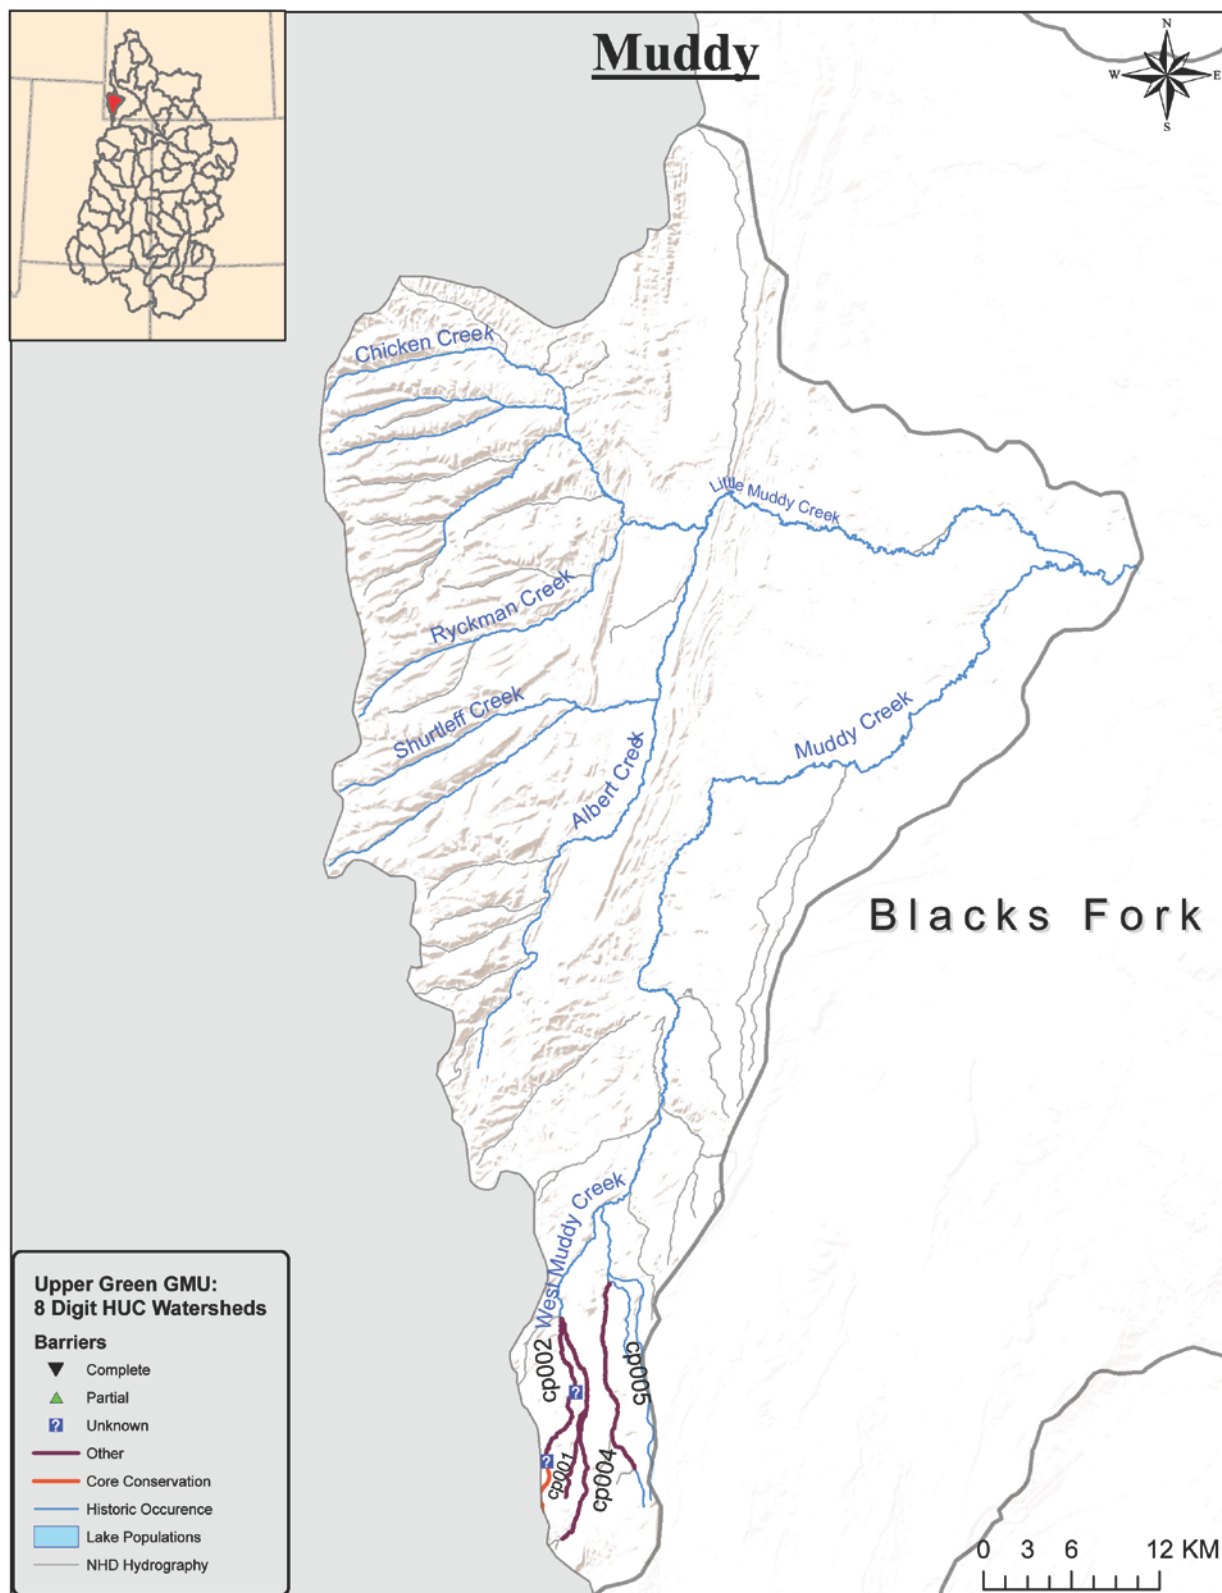 Muddy
N
W
E
S
Chicken Creek
Little Muddy Creek
Ryckman Creek
Shurtleff Creek
Muddy Creek
Albert Creek
Blacks Fork
West Muddy Creek
cp002
cp005
?
?
cp001
cp004
Upper Green GMU:
8 Digit HUC Watersheds
Barriers
Complete
Partial
? Unknown
Other
Core Conservation
Historic Occurence
Lake Populations
NHD Hydrography
0 3 6 12 KM